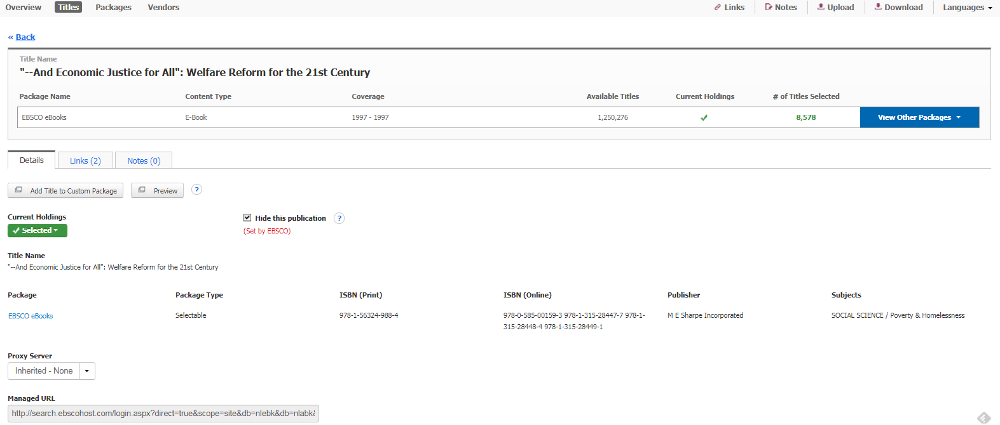 Overview Titles Packages Vendors Links Notes Upload Download Languages
« Back
Title Name
"--And Economic Justice for All": Welfare Reform for the 21st Century
Package Name Content Type Coverage Available Titles Current Holdings # of Titles Selected
EBSCO eBooks E-Book 1997 - 1997 1,250,276 8,578 View Other Packages
Details Links (2) Notes (0)
Add Title to Custom Package Preview ?
Current Holdings Hide this publication ?
Selected (Set by EBSCO)
Title Name
"--And Economic Justice for All": Welfare Reform for the 21st Century
Package Package Type ISBN (Print) ISBN (Online) Publisher Subjects
EBSCO eBooks Selectable 978-1-56324-988-4 978-0-585-00159-3 978-1-315-28447-7 978-1- M E Sharpe Incorporated SOCIAL SCIENCE / Poverty & Homelessness
315-28448-4 978-1-315-28449-1
Proxy Server
Inherited - None
Managed URL
http://search.ebscohost.com/login.aspx?direct=true&scope=site&db=nlebk&db=nlabk&